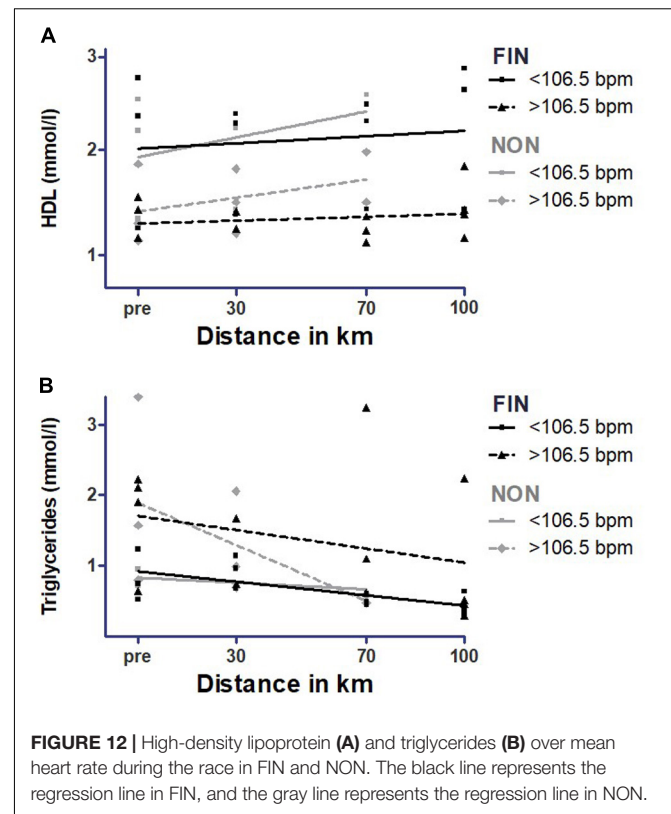 A
3
2
1
HDL (mmol/l)
pre 30 70 100
Distance in km
FIN
<106.5 bpm
>106.5 bpm
NON
<106.5 bpm
>106.5 bpm
B
3
2
1
Triglycerides (mmol/l)
pre 30 70 100
Distance in km
FIN
<106.5 bpm
>106.5 bpm
NON
<106.5 bpm
>106.5 bpm
FIGURE 12 | High-density lipoprotein (A) and triglycerides (B) over mean
heart rate during the race in FIN and NON. The black line represents the
regression line in FIN, and the gray line represents the regression line in NON.